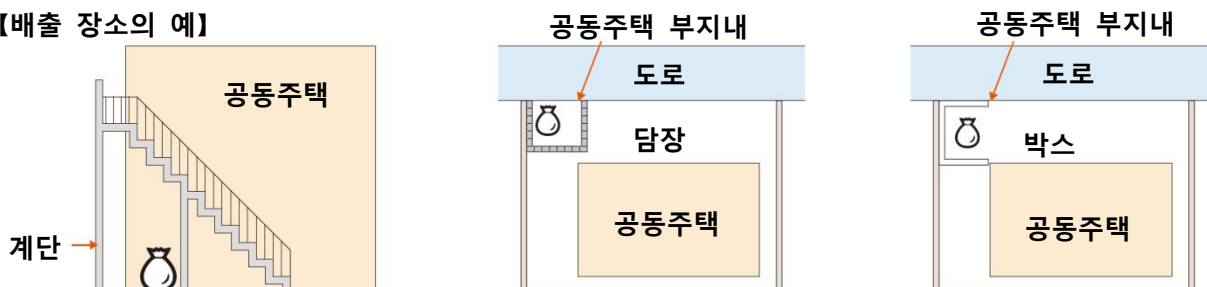 【배출 장소의 예】
공동주택
계단
공동주택 부지내
도로
담장
공동주택
공동주택 부지내
도로
박스
공동주택